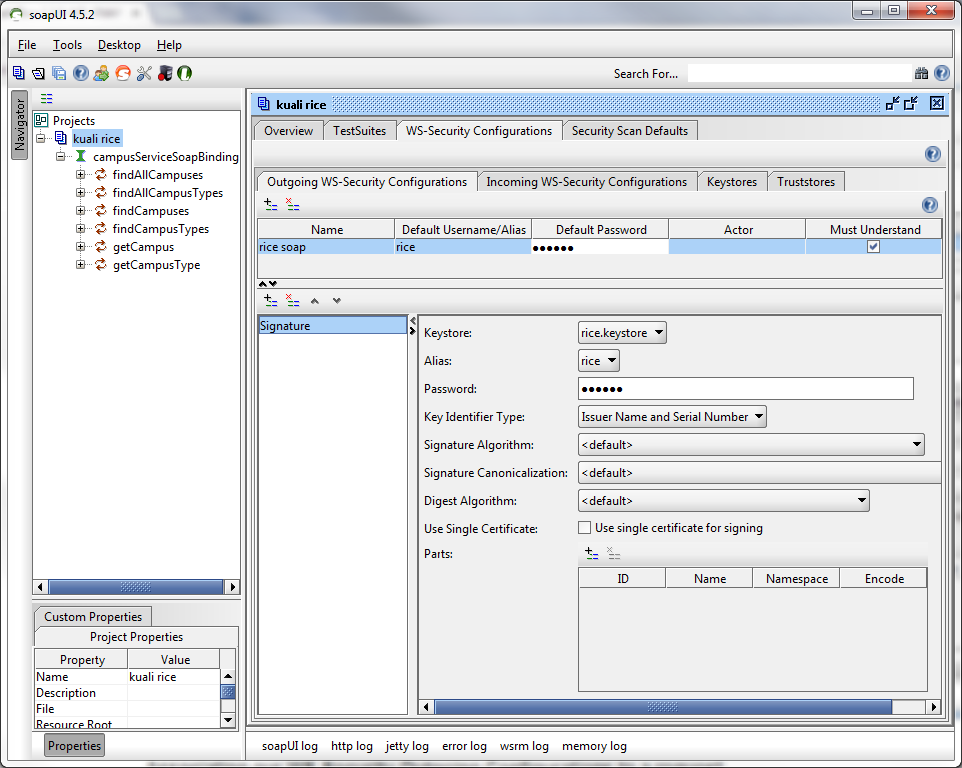 soapUI 4.5.2
File Tools Desktop Help
Search For...
Navigator
Projects
kuali rice
campusServiceSoapBinding
findAllCampuses
findAllCampusTypes
findCampuses
findCampusTypes
getCampus
getCampusType
Custom Properties
Project Properties
Property Value
Name kuali rice
Description
File
Resource Root
Properties
kuali rice
Overview TestSuites WS-Security Configurations Security Scan Defaults
Outgoing WS-Security Configurations Incoming WS-Security Configurations Keystores Truststores
Name Default Username/Alias Default Password Actor Must Understand
rice soap rice ●●●●●●
Signature
Keystore: rice.keystore
Alias: rice
Password: ●●●●●●
Key Identifier Type: Issuer Name and Serial Number
Signature Algorithm: <default>
Signature Canonicalization: <default>
Digest Algorithm: <default>
Use Single Certificate: Use single certificate for signing
Parts:
ID Name Namespace Encode
soapUI log http log jetty log error log wsrm log memory log